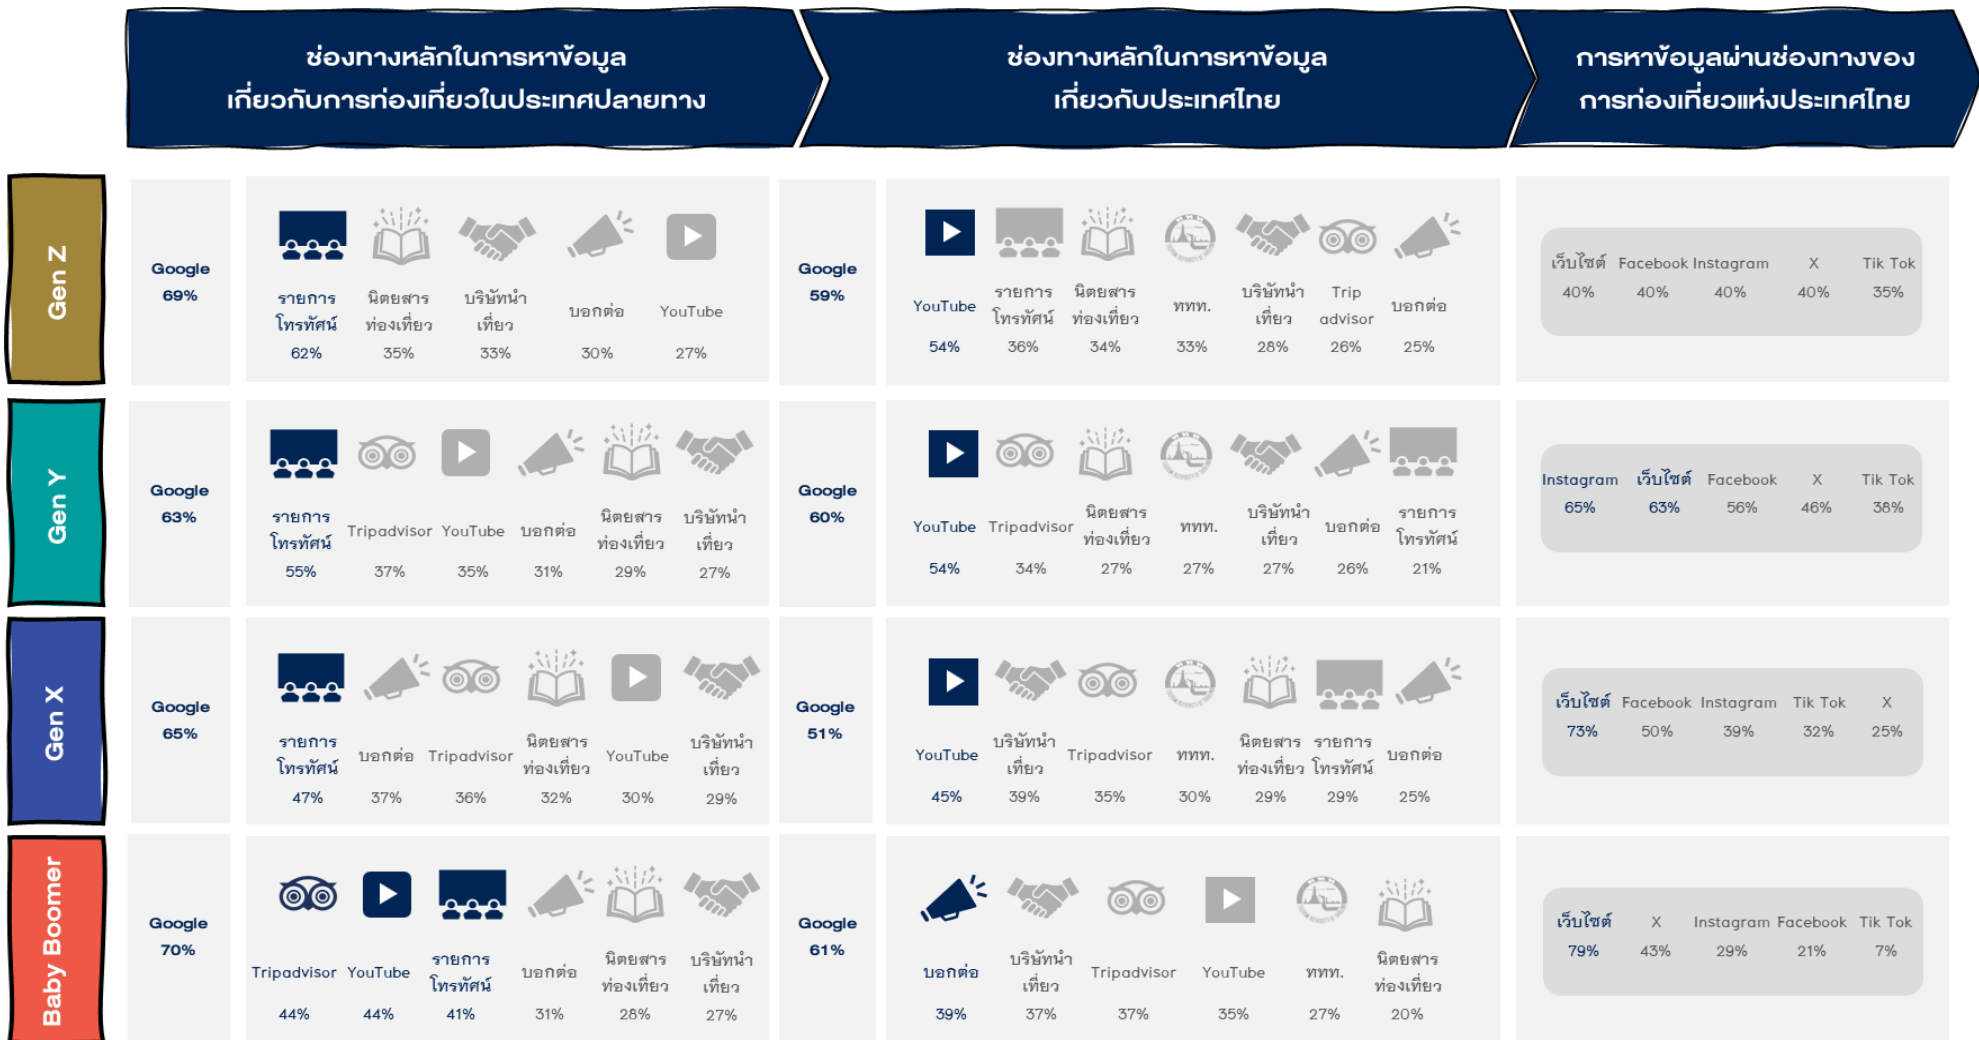 ช่องทางหลักในการหาข้อมูล
เกี่ยวกับการท่องเที่ยวในประเทศปลายทาง
ช่องทางหลักในการหาข้อมูล
เกี่ยวกับประเทศไทย
การหาข้อมูลผ่านช่องทางของ
การท่องเที่ยวแห่งประเทศไทย
Gen Z
Google
69%
รายการ
โทรทัศน์
62%
นิตยสาร
ท่องเที่ยว
35%
บริษัทนำ
เที่ยว
33%
บอกต่อ
30%
YouTube
27%
Google
59%
YouTube
54%
รายการ
โทรทัศน์
36%
นิตยสาร
ท่องเที่ยว
34%
ททท.
33%
บริษัทนำ
เที่ยว
28%
Trip
advisor
26%
บอกต่อ
25%
เว็บไซต์ Facebook Instagram X Tik Tok
40% 40% 40% 40% 35%
Gen Y
Google
63%
รายการ
โทรทัศน์
55%
Tripadvisor
37%
YouTube
35%
บอกต่อ
31%
นิตยสาร
ท่องเที่ยว
29%
บริษัทนำ
เที่ยว
27%
Google
60%
YouTube
54%
Tripadvisor
34%
นิตยสาร
ท่องเที่ยว
27%
ททท.
27%
บริษัทนำ
เที่ยว
27%
บอกต่อ
26%
รายการ
โทรทัศน์
21%
Instagram เว็บไซต์ Facebook X Tik Tok
65% 63% 56% 46% 38%
Gen X
Google
65%
รายการ
โทรทัศน์
47%
บอกต่อ
37%
Tripadvisor
36%
นิตยสาร
ท่องเที่ยว
32%
YouTube
30%
บริษัทนำ
เที่ยว
29%
Google
51%
YouTube
45%
บริษัทนำ
เที่ยว
39%
Tripadvisor
35%
ททท.
30%
นิตยสาร
ท่องเที่ยว
29%
รายการ
โทรทัศน์
29%
บอกต่อ
25%
เว็บไซต์ Facebook Instagram Tik Tok X
73% 50% 39% 32% 25%
Baby Boomer
Google
70%
Tripadvisor
44%
YouTube
44%
รายการ
โทรทัศน์
41%
บอกต่อ
31%
นิตยสาร
ท่องเที่ยว
28%
บริษัทนำ
เที่ยว
27%
Google
61%
บอกต่อ
39%
บริษัทนำ
เที่ยว
37%
Tripadvisor
37%
YouTube
35%
ททท.
27%
นิตยสาร
ท่องเที่ยว
20%
เว็บไซต์ X Instagram Facebook Tik Tok
79% 43% 29% 21% 7%